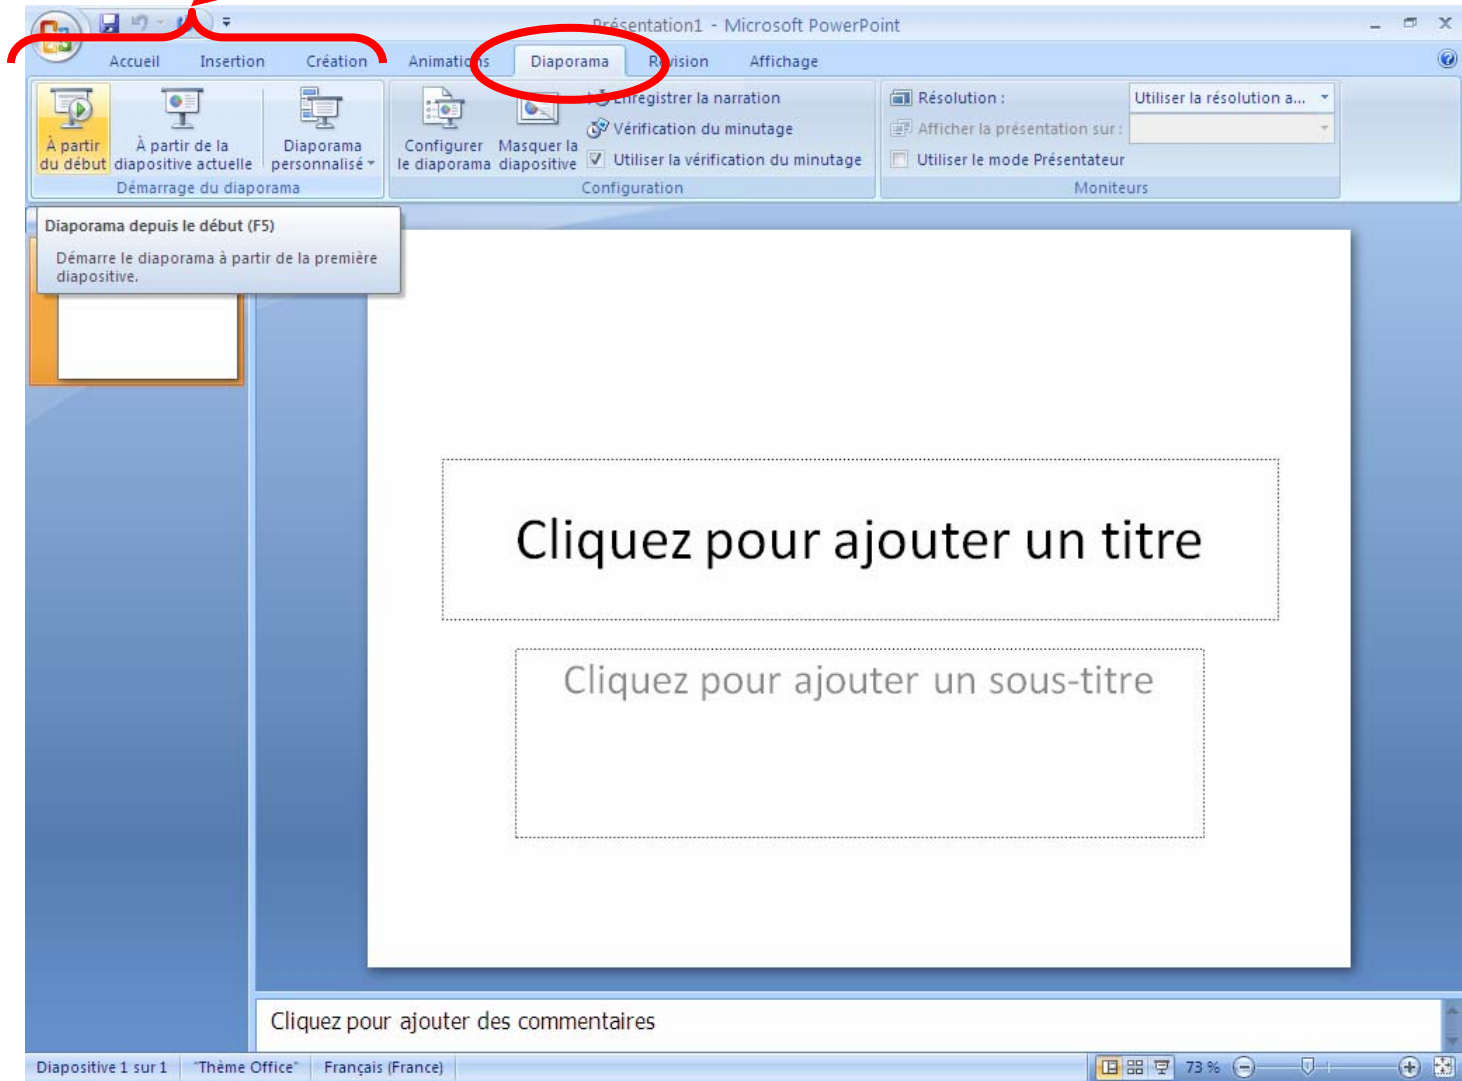 Présentation1 - Microsoft PowerPoint
Accueil Insertion Création Animations Diaporama Révision Affichage
À partir
du début
À partir de la
diapositive actuelle
Diaporama
personnalisé
Démarrage du diaporama
Configurer
le diaporama
Masquer la
diapositive
Enregistrer la narration
Vérification du minutage
Utiliser la vérification du minutage
Configuration
Résolution : Utiliser la résolution a...
Afficher la présentation sur :
Utiliser le mode Présentateur
Moniteurs
Diaporama depuis le début (F5)
Démarre le diaporama à partir de la première
diapositive.
Cliquez pour ajouter un titre
Cliquez pour ajouter un sous-titre
Cliquez pour ajouter des commentaires
Diapositive 1 sur 1 "Thème Office" Français (France) 73 %